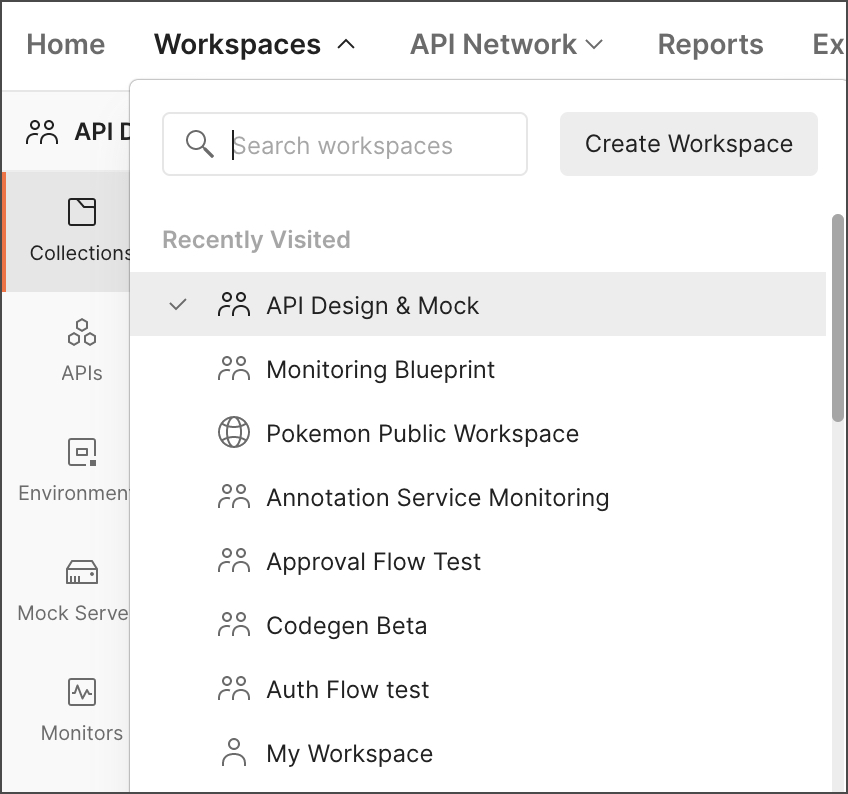 Home Workspaces API Network Reports Ex
API D
Search workspaces Create Workspace
Recently Visited
Collections
API Design & Mock
Monitoring Blueprint
APIs
Pokemon Public Workspace
Environmen
Annotation Service Monitoring
Approval Flow Test
Mock Serve
Codegen Beta
Auth Flow test
Monitors
My Workspace